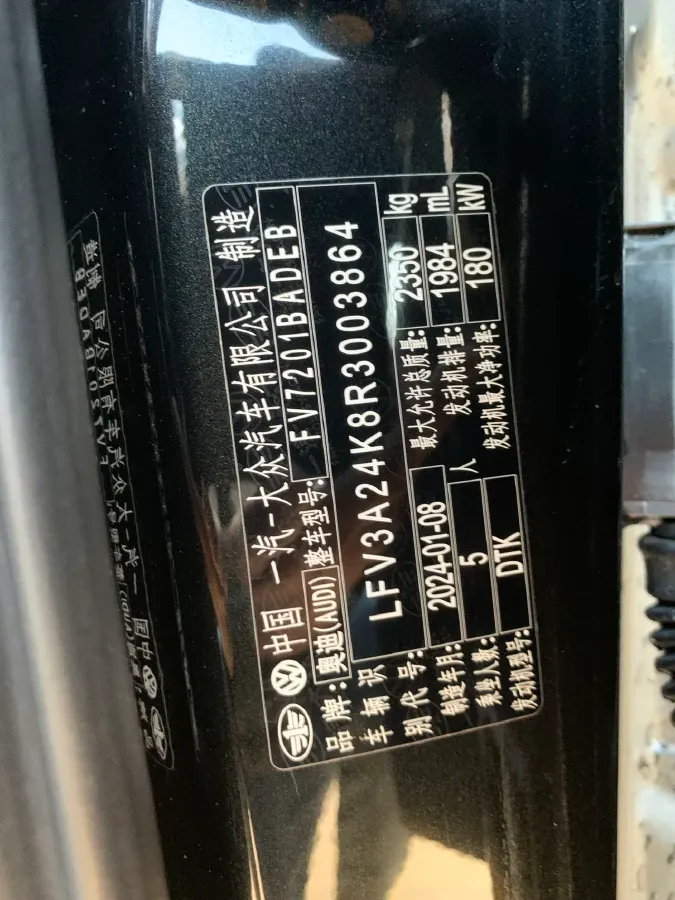 中国 一汽-大众汽车有限公司 制造
品牌: 奥迪(AUDI) 整车型号: FV7201BADEB
车辆识别代号: LFV3A24K8R3003864
制造年月: 2024-01-08 最大允许总质量: 2350 kg
乘坐人数: 5 人 发动机排量: 1984 mL
发动机型号: DTK 发动机最大净功率: 180 kW